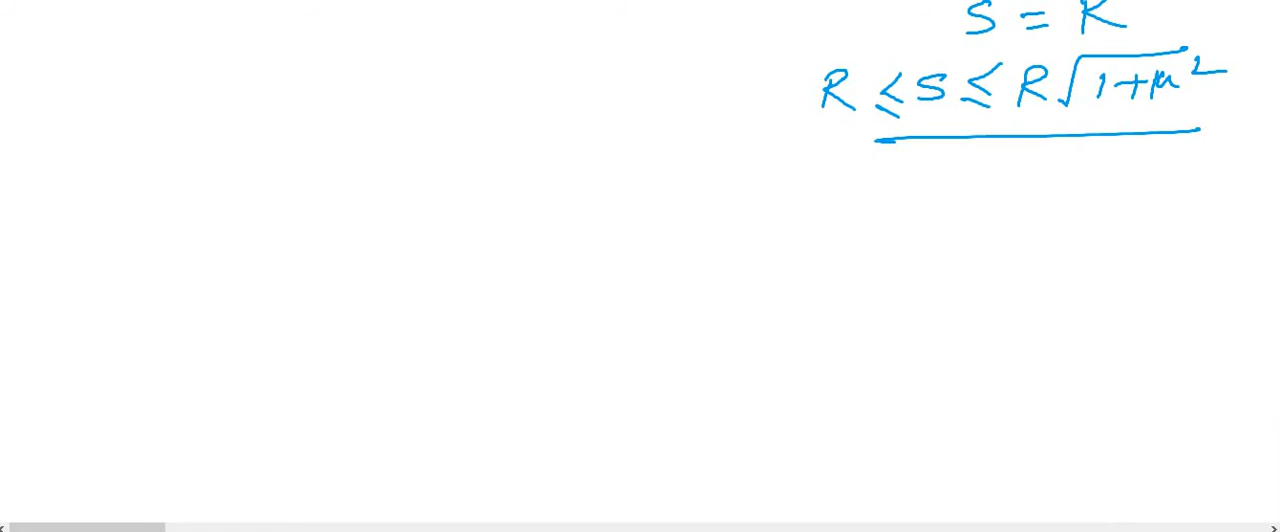 S = R
R ≤ S ≤ R√1+μ²